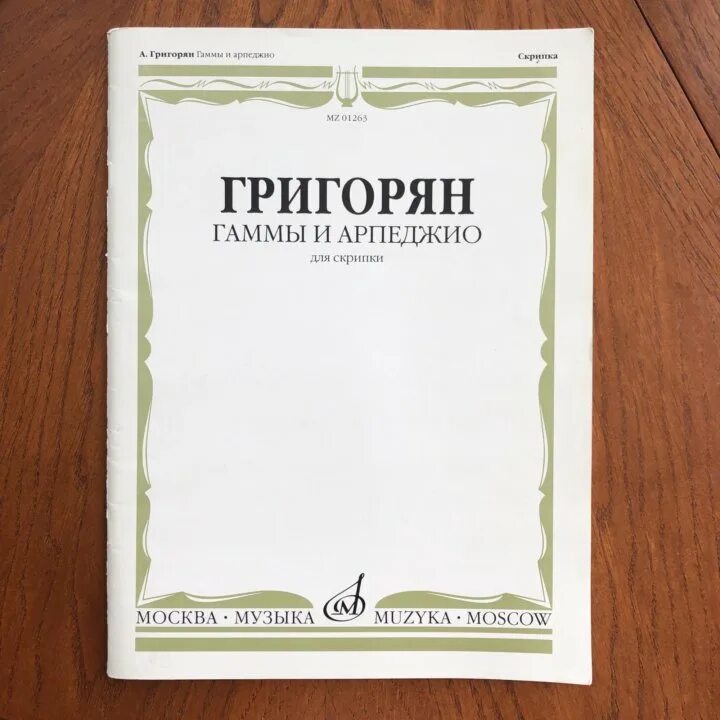 А. Григорян Гаммы и арпеджио Скрипка
MZ 01263
ГРИГОРЯН
ГАММЫ И АРПЕДЖИО
для скрипки
МОСКВА · МУЗЫКА М MUZYKA · MOSCOW